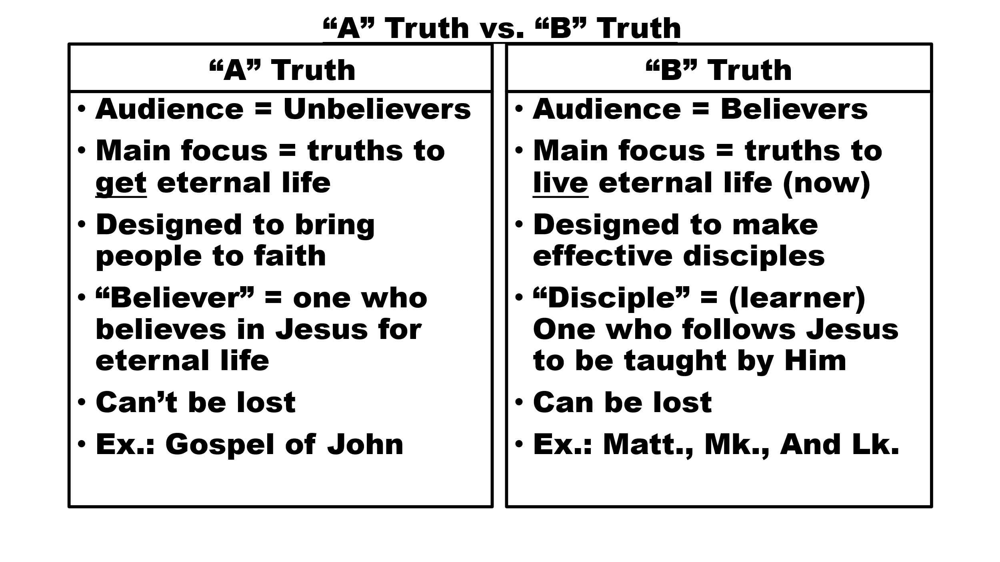 “A” Truth vs. “B” Truth
“A” Truth
• Audience = Unbelievers
• Main focus = truths to
get eternal life
• Designed to bring
people to faith
• “Believer” = one who
believes in Jesus for
eternal life
• Can’t be lost
• Ex.: Gospel of John
“B” Truth
• Audience = Believers
• Main focus = truths to
live eternal life (now)
• Designed to make
effective disciples
• “Disciple” = (learner)
One who follows Jesus
to be taught by Him
• Can be lost
• Ex.: Matt., Mk., And Lk.